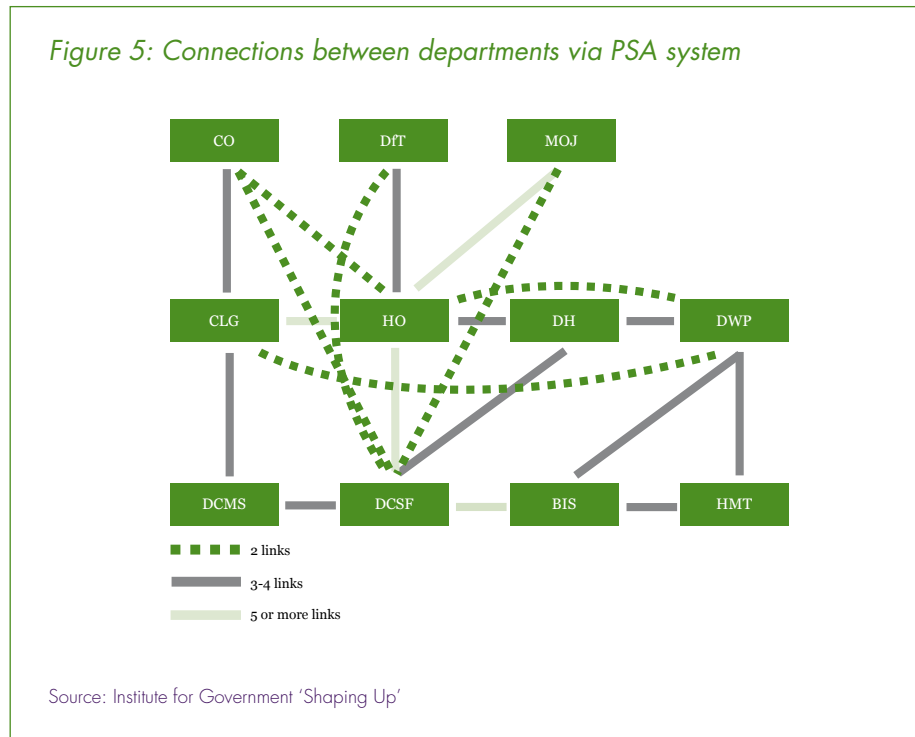 Figure 5: Connections between departments via PSA system
CO
DfT
MOJ
CLG
HO
DH
DWP
DCMS
DCSF
BIS
HMT
2 links
3-4 links
5 or more links
Source: Institute for Government ‘Shaping Up’